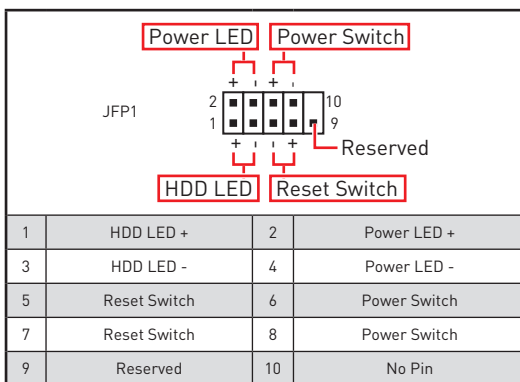 Power LED Power Switch
+ - + -
2 10
JFP1
1 9
+ - - +
Reserved
HDD LED Reset Switch
1 HDD LED + 2 Power LED +
3 HDD LED - 4 Power LED -
5 Reset Switch 6 Power Switch
7 Reset Switch 8 Power Switch
9 Reserved 10 No Pin